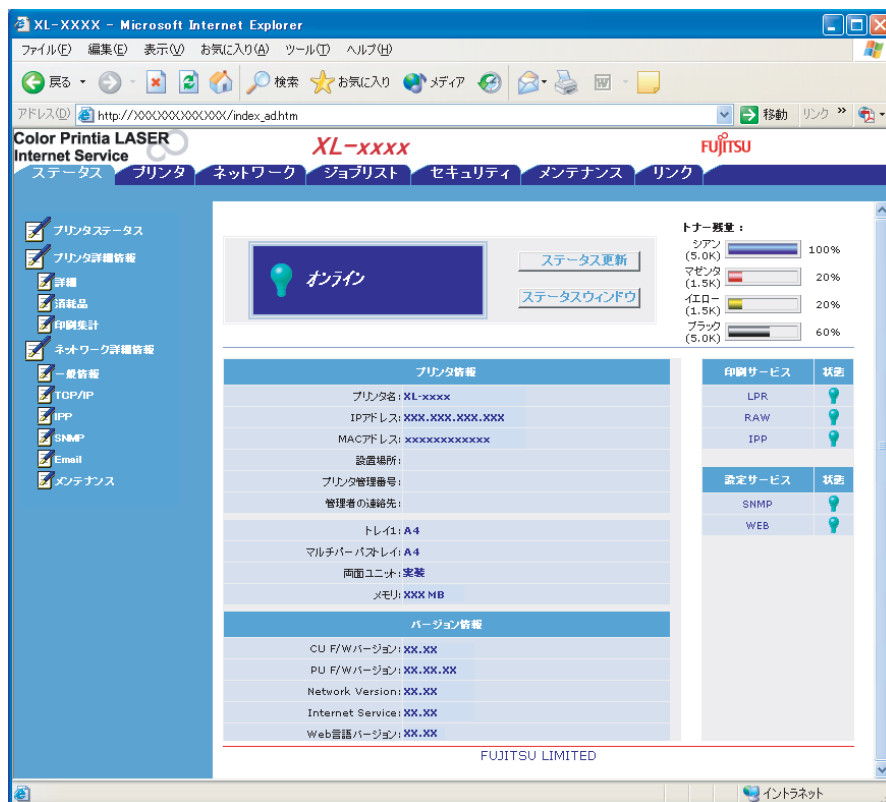 XL-XXXX - Microsoft Internet Explorer
ファイル(F) 編集(E) 表示(V) お気に入り(A) ツール(T) ヘルプ(H)
戻る 検索 お気に入り メディア
アドレス(D) http://XXX.XXX.XXX.XXX/index_ad.htm 移動 リンク »
Color Printia LASER
Internet Service
XL-xxxx
FUJITSU
ステータス プリンタ ネットワーク ジョブリスト セキュリティ メンテナンス リンク
プリンタステータス
プリンタ詳細情報
詳細
消耗品
印刷集計
ネットワーク詳細情報
一般情報
TCP/IP
IPP
SNMP
Email
メンテナンス
オンライン
ステータス更新
ステータスウィンドウ
トナー残量：
シアン
(5.0K) 100%
マゼンタ
(1.5K) 20%
イエロー
(1.5K) 20%
ブラック
(5.0K) 60%
プリンタ情報
プリンタ名: XL-xxxx
IPアドレス: XXX.XXX.XXX.XXX
MACアドレス: xxxxxxxxxxxx
設置場所:
プリンタ管理番号:
管理者の連絡先:
トレイ1: A4
マルチパーパストレイ: A4
両面ユニット: 実装
メモリ: XXX MB
バージョン情報
CU F/Wバージョン: XX.XX
PU F/Wバージョン: XX.XX.XX
Network Version: XX.XX
Internet Service: XX.XX
Web言語バージョン: XX.XX
印刷サービス 状態
LPR
RAW
IPP
設定サービス 状態
SNMP
WEB
FUJITSU LIMITED
イントラネット